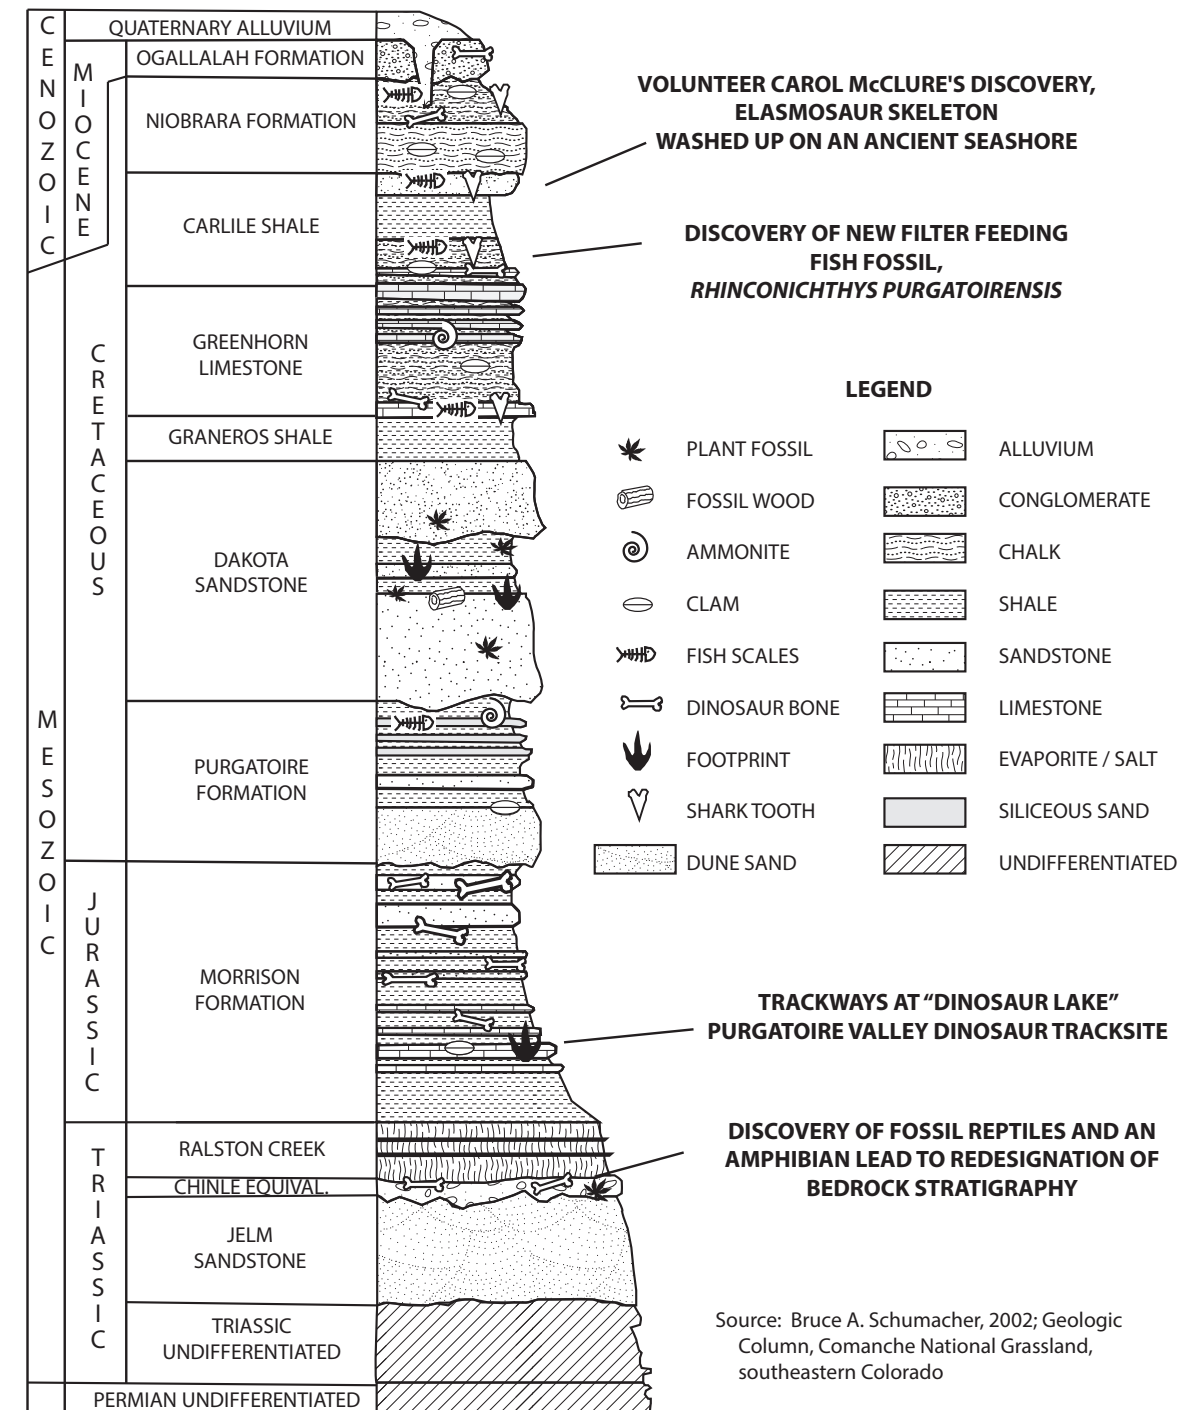 CENOZOIC
QUATERNARY ALLUVIUM
MIOCENE
OGALLALAH FORMATION
NIOBRARA FORMATION
CARLILE SHALE
MESOZOIC
CRETACEOUS
GREENHORN
LIMESTONE
GRANEROS SHALE
DAKOTA
SANDSTONE
PURGATOIRE
FORMATION
JURASSIC
MORRISON
FORMATION
TRIASSIC
RALSTON CREEK
CHINLE EQUIVAL.
JELM
SANDSTONE
TRIASSIC
UNDIFFERENTIATED
PERMIAN UNDIFFERENTIATED
VOLUNTEER CAROL McCLURE'S DISCOVERY,
ELASMOSAUR SKELETON
WASHED UP ON AN ANCIENT SEASHORE
DISCOVERY OF NEW FILTER FEEDING
FISH FOSSIL,
RHINCONICHTHYS PURGATOIRENSIS
LEGEND
PLANT FOSSIL
FOSSIL WOOD
AMMONITE
CLAM
FISH SCALES
DINOSAUR BONE
FOOTPRINT
SHARK TOOTH
DUNE SAND
ALLUVIUM
CONGLOMERATE
CHALK
SHALE
SANDSTONE
LIMESTONE
EVAPORITE / SALT
SILICEOUS SAND
UNDIFFERENTIATED
TRACKWAYS AT “DINOSAUR LAKE”
PURGATOIRE VALLEY DINOSAUR TRACKSITE
DISCOVERY OF FOSSIL REPTILES AND AN
AMPHIBIAN LEAD TO REDESIGNATION OF
BEDROCK STRATIGRAPHY
Source: Bruce A. Schumacher, 2002; Geologic
Column, Comanche National Grassland,
southeastern Colorado